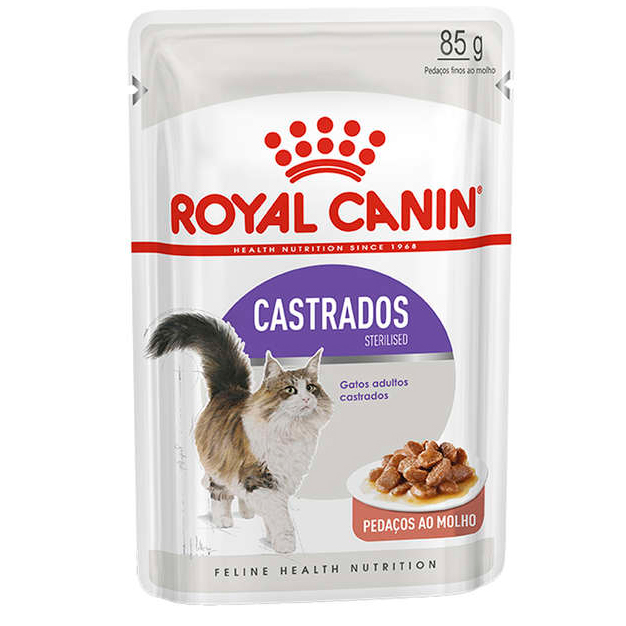 85 g
Pedaços finos ao molho
ROYAL CANIN®
HEALTH NUTRITION SINCE 1968
CASTRADOS
STERILISED
Gatos adultos
castrados
PEDAÇOS AO MOLHO
FELINE HEALTH NUTRITION